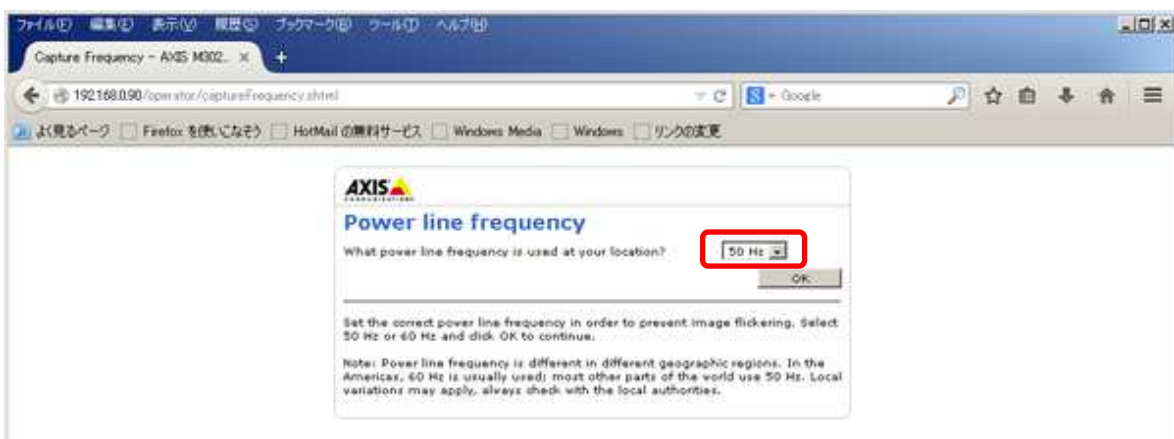 ファイル(F) 編集(E) 表示(V) 履歴(S) ブックマーク(B) ツール(T) ヘルプ(H)
Capture Frequency - AXIS M302... × +
192.168.0.90/operator/captureFrequency.shtml Google
よく見るページ Firefox を使いこなそう HotMail の無料サービス Windows Media Windows リンクの変更
AXIS
COMMUNICATIONS
Power line frequency
What power line frequency is used at your location? 50 Hz
OK
Set the correct power line frequency in order to prevent image flickering. Select
50 Hz or 60 Hz and click OK to continue.
Note: Power line frequency is different in different geographic regions. In the
Americas, 60 Hz is usually used; most other parts of the world use 50 Hz. Local
variations may apply, always check with the local authorities.